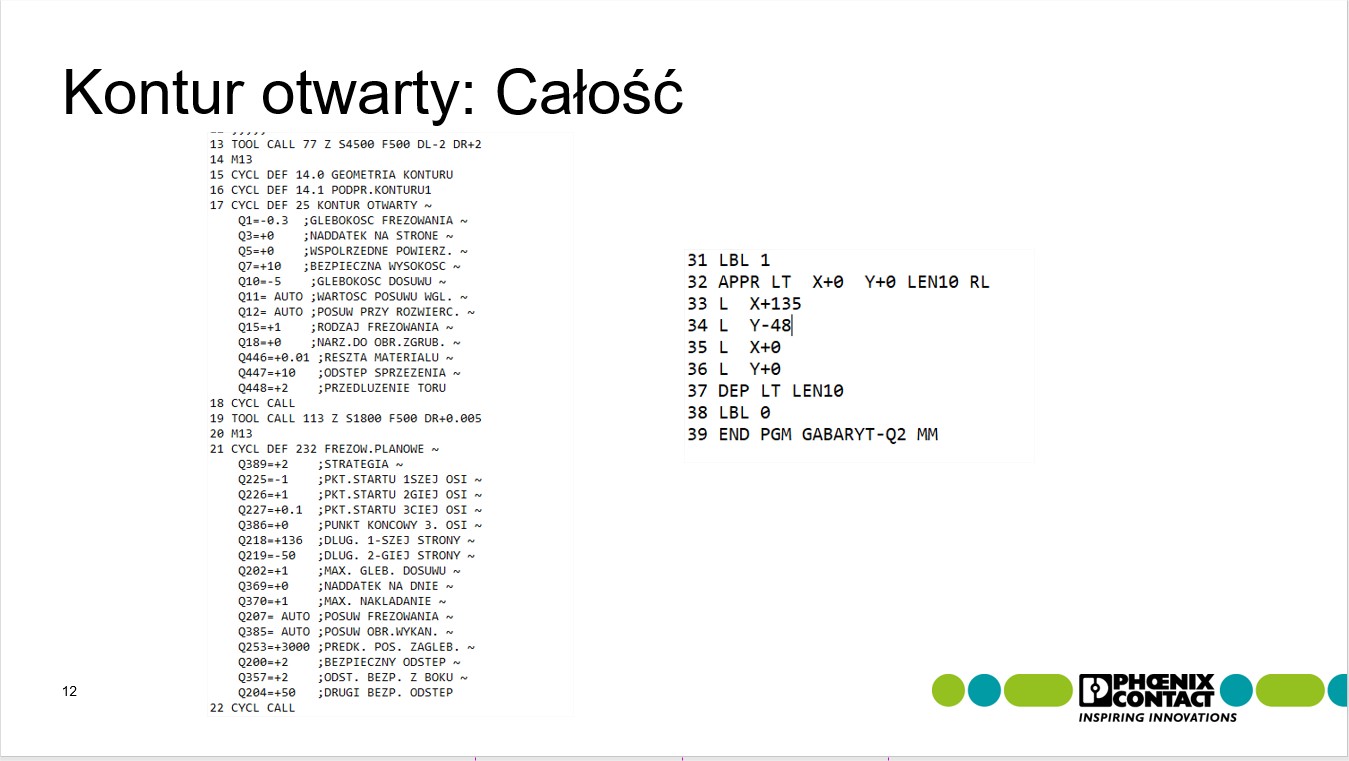 Kontur otwarty: Całość
13 TOOL CALL 77 Z S4500 F500 DL-2 DR+2
14 M13
15 CYCL DEF 14.0 GEOMETRIA KONTURU
16 CYCL DEF 14.1 PODPR.KONTURU1
17 CYCL DEF 25 KONTUR OTWARTY ~
Q1=-0.3 ;GLEBOKOSC FREZOWANIA ~
Q3=+0 ;NADDATEK NA STRONE ~
Q5=+0 ;WSPOLRZEDNE POWIERZ. ~
Q7=+10 ;BEZPIECZNA WYSOKOSC ~
Q10=-5 ;GLEBOKOSC DOSUWU ~
Q11= AUTO ;WARTOSC POSUWU WGL. ~
Q12= AUTO ;POSUW PRZY ROZWIERC. ~
Q15=+1 ;RODZAJ FREZOWANIA ~
Q18=+0 ;NARZ.DO OBR.ZGRUB. ~
Q446=+0.01 ;RESZTA MATERIALU ~
Q447=+10 ;ODSTEP SPRZEZENIA ~
Q448=+2 ;PRZEDLUZENIE TORU
18 CYCL CALL
19 TOOL CALL 113 Z S1800 F500 DR+0.005
20 M13
21 CYCL DEF 232 FREZOW.PLANOWE ~
Q389=+2 ;STRATEGIA ~
Q225=-1 ;PKT.STARTU 1SZEJ OSI ~
Q226=+1 ;PKT.STARTU 2GIEJ OSI ~
Q227=+0.1 ;PKT.STARTU 3CIEJ OSI ~
Q386=+0 ;PUNKT KONCOWY 3. OSI ~
Q218=+136 ;DLUG. 1-SZEJ STRONY ~
Q219=-50 ;DLUG. 2-GIEJ STRONY ~
Q202=+1 ;MAX. GLEB. DOSUWU ~
Q369=+0 ;NADDATEK NA DNIE ~
Q370=+1 ;MAX. NAKLADANIE ~
Q207= AUTO ;POSUW FREZOWANIA ~
Q385= AUTO ;POSUW OBR.WYKAN. ~
Q253=+3000 ;PREDK. POS. ZAGLEB. ~
Q200=+2 ;BEZPIECZNY ODSTEP ~
Q357=+2 ;ODST. BEZP. Z BOKU ~
Q204=+50 ;DRUGI BEZP. ODSTEP
22 CYCL CALL
31 LBL 1
32 APPR LT X+0 Y+0 LEN10 RL
33 L X+135
34 L Y-48
35 L X+0
36 L Y+0
37 DEP LT LEN10
38 LBL 0
39 END PGM GABARYT-Q2 MM
12
PHŒNIX
CONTACT
INSPIRING INNOVATIONS